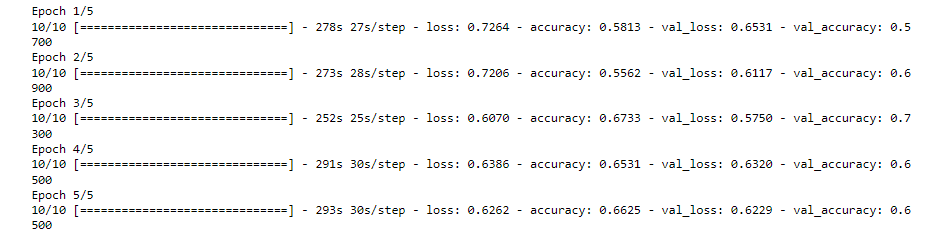 Epoch 1/5
10/10 [==============================] - 278s 27s/step - loss: 0.7264 - accuracy: 0.5813 - val_loss: 0.6531 - val_accuracy: 0.5
700
Epoch 2/5
10/10 [==============================] - 273s 28s/step - loss: 0.7206 - accuracy: 0.5562 - val_loss: 0.6117 - val_accuracy: 0.6
900
Epoch 3/5
10/10 [==============================] - 252s 25s/step - loss: 0.6070 - accuracy: 0.6733 - val_loss: 0.5750 - val_accuracy: 0.7
300
Epoch 4/5
10/10 [==============================] - 291s 30s/step - loss: 0.6386 - accuracy: 0.6531 - val_loss: 0.6320 - val_accuracy: 0.6
500
Epoch 5/5
10/10 [==============================] - 293s 30s/step - loss: 0.6262 - accuracy: 0.6625 - val_loss: 0.6229 - val_accuracy: 0.6
500